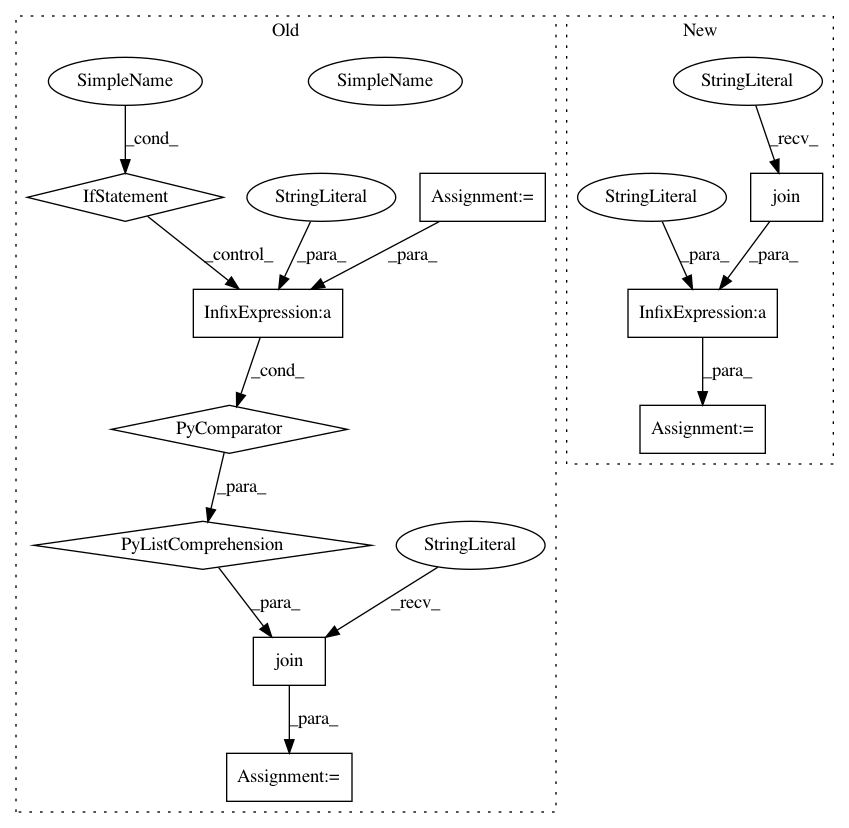 Old
New
SimpleName
SimpleName
StringLiteral
_cond_
_recv_
IfStatement
StringLiteral
Assignment:=
StringLiteral
join
_control_
_para_
_para_
_para_
_para_
InfixExpression:a
InfixExpression:a
_cond_
_para_
PyComparator
Assignment:=
_para_
PyListComprehension
StringLiteral
_para_
_recv_
join
_para_
Assignment:=